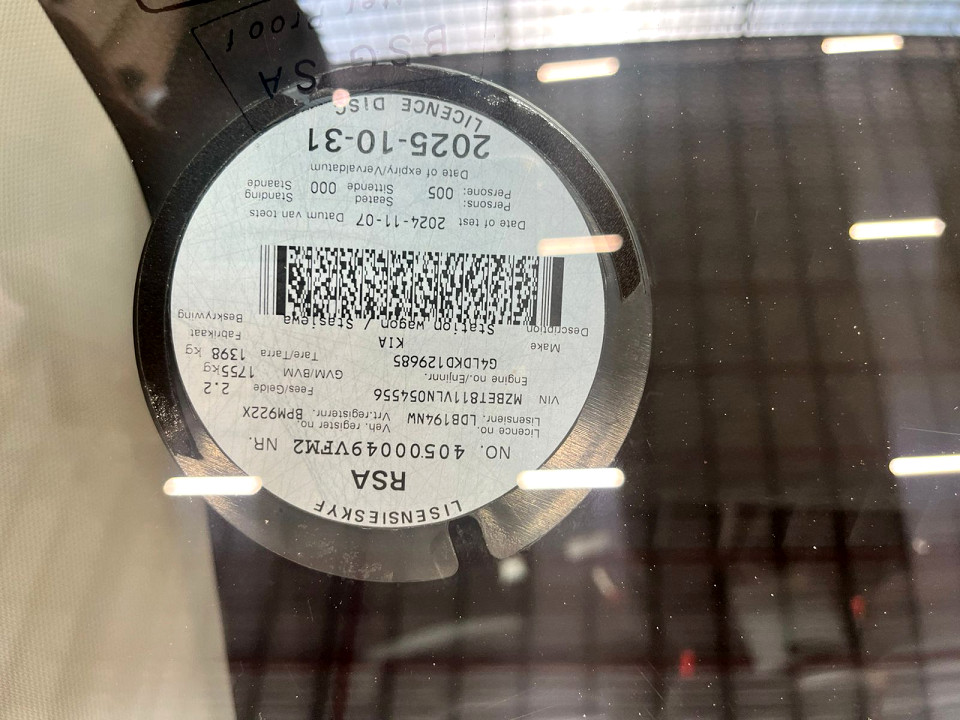 LISENSIESKYF
RSA
NO. 40500049VFM2 NR.
Licence no. Lisensienr. LDB194NW Veh. register no. Vrt.registernr. BPM922X
VIN MZBET811VLN054556 Fees/Gelde 2.2
Engine no./Enjinnr. G4LDKD129685 GVM/BVM 1755kg
Make KIA Tare/Tarra 1398 kg Fabrikaat
Description Station wagon / Stasiewa Beskrywing
Date of test 2024-11-07 Datum van toets
Persons: Persone: 005 Seated Sittende 000 Standing Staande
Date of expiry/Vervaldatum
2025-10-31
LICENCE DISC
SA